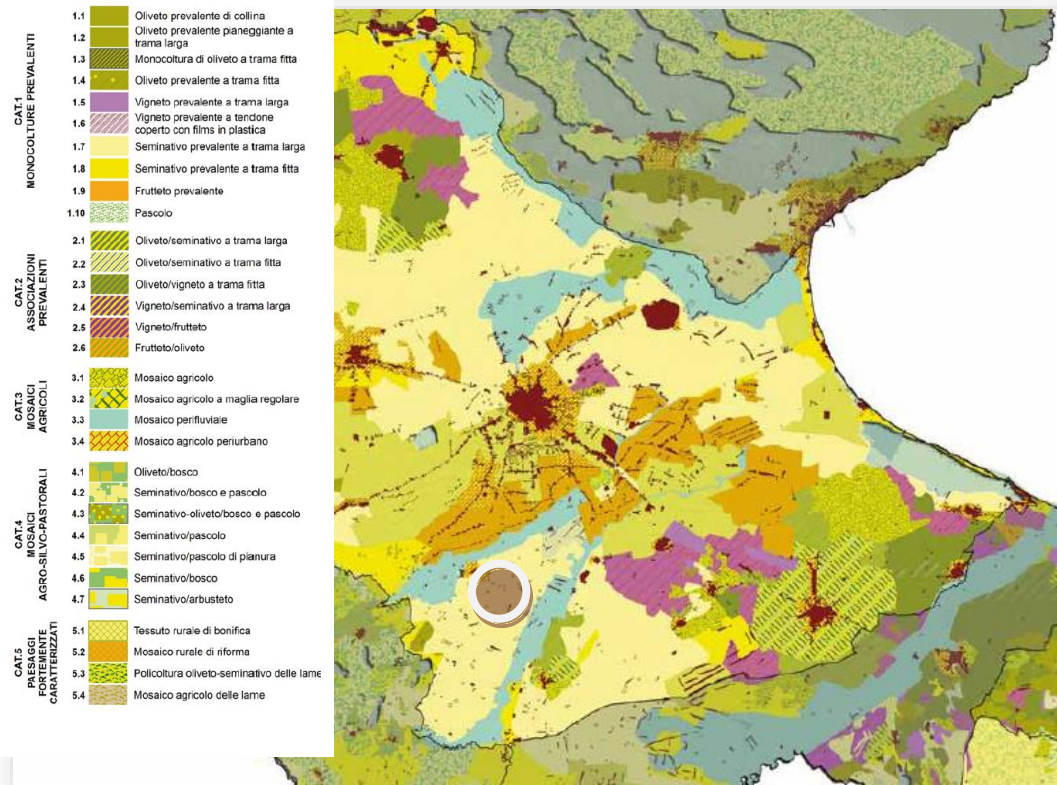 CAT.1
MONOCOLTURE PREVALENTI
1.1 Oliveto prevalente di collina
1.2 Oliveto prevalente pianeggiante a
trama larga
1.3 Monocoltura di oliveto a trama fitta
1.4 Oliveto prevalente a trama fitta
1.5 Vigneto prevalente a trama larga
1.6 Vigneto prevalente a tendone
coperto con films in plastica
1.7 Seminativo prevalente a trama larga
1.8 Seminativo prevalente a trama fitta
1.9 Frutteto prevalente
1.10 Pascolo
CAT.2
ASSOCIAZIONI
PREVALENTI
2.1 Oliveto/seminativo a trama larga
2.2 Oliveto/seminativo a trama fitta
2.3 Oliveto/vigneto a trama fitta
2.4 Vigneto/seminativo a trama larga
2.5 Vigneto/frutteto
2.6 Frutteto/oliveto
CAT.3
MOSAICI
AGRICOLI
3.1 Mosaico agricolo
3.2 Mosaico agricolo a maglia regolare
3.3 Mosaico perifluviale
3.4 Mosaico agricolo periurbano
CAT.4
MOSAICI
AGRO-SILVO-PASTORALI
4.1 Oliveto/bosco
4.2 Seminativo/bosco e pascolo
4.3 Seminativo-oliveto/bosco e pascolo
4.4 Seminativo/pascolo
4.5 Seminativo/pascolo di pianura
4.6 Seminativo/bosco
4.7 Seminativo/arbusteto
CAT.5
PAESAGGI
FORTEMENTE
CARATTERIZZATI
5.1 Tessuto rurale di bonifica
5.2 Mosaico rurale di riforma
5.3 Policoltura oliveto-seminativo delle lame
5.4 Mosaico agricolo delle lame